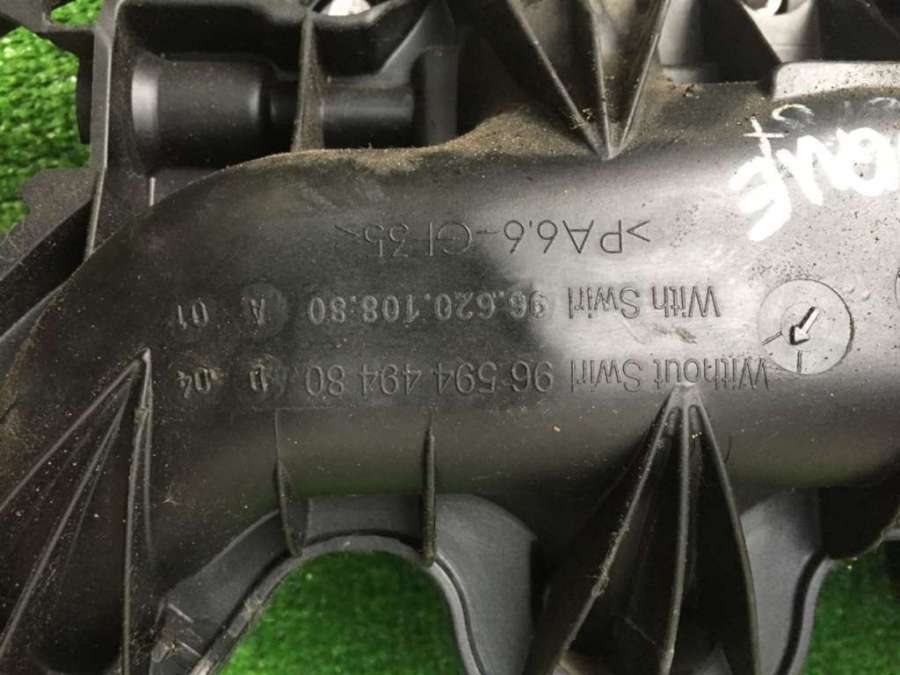 Without Swirl 96 594 494 80 D 04
With Swirl 96.620.108.80 A 01
>PA6.6-GF35<